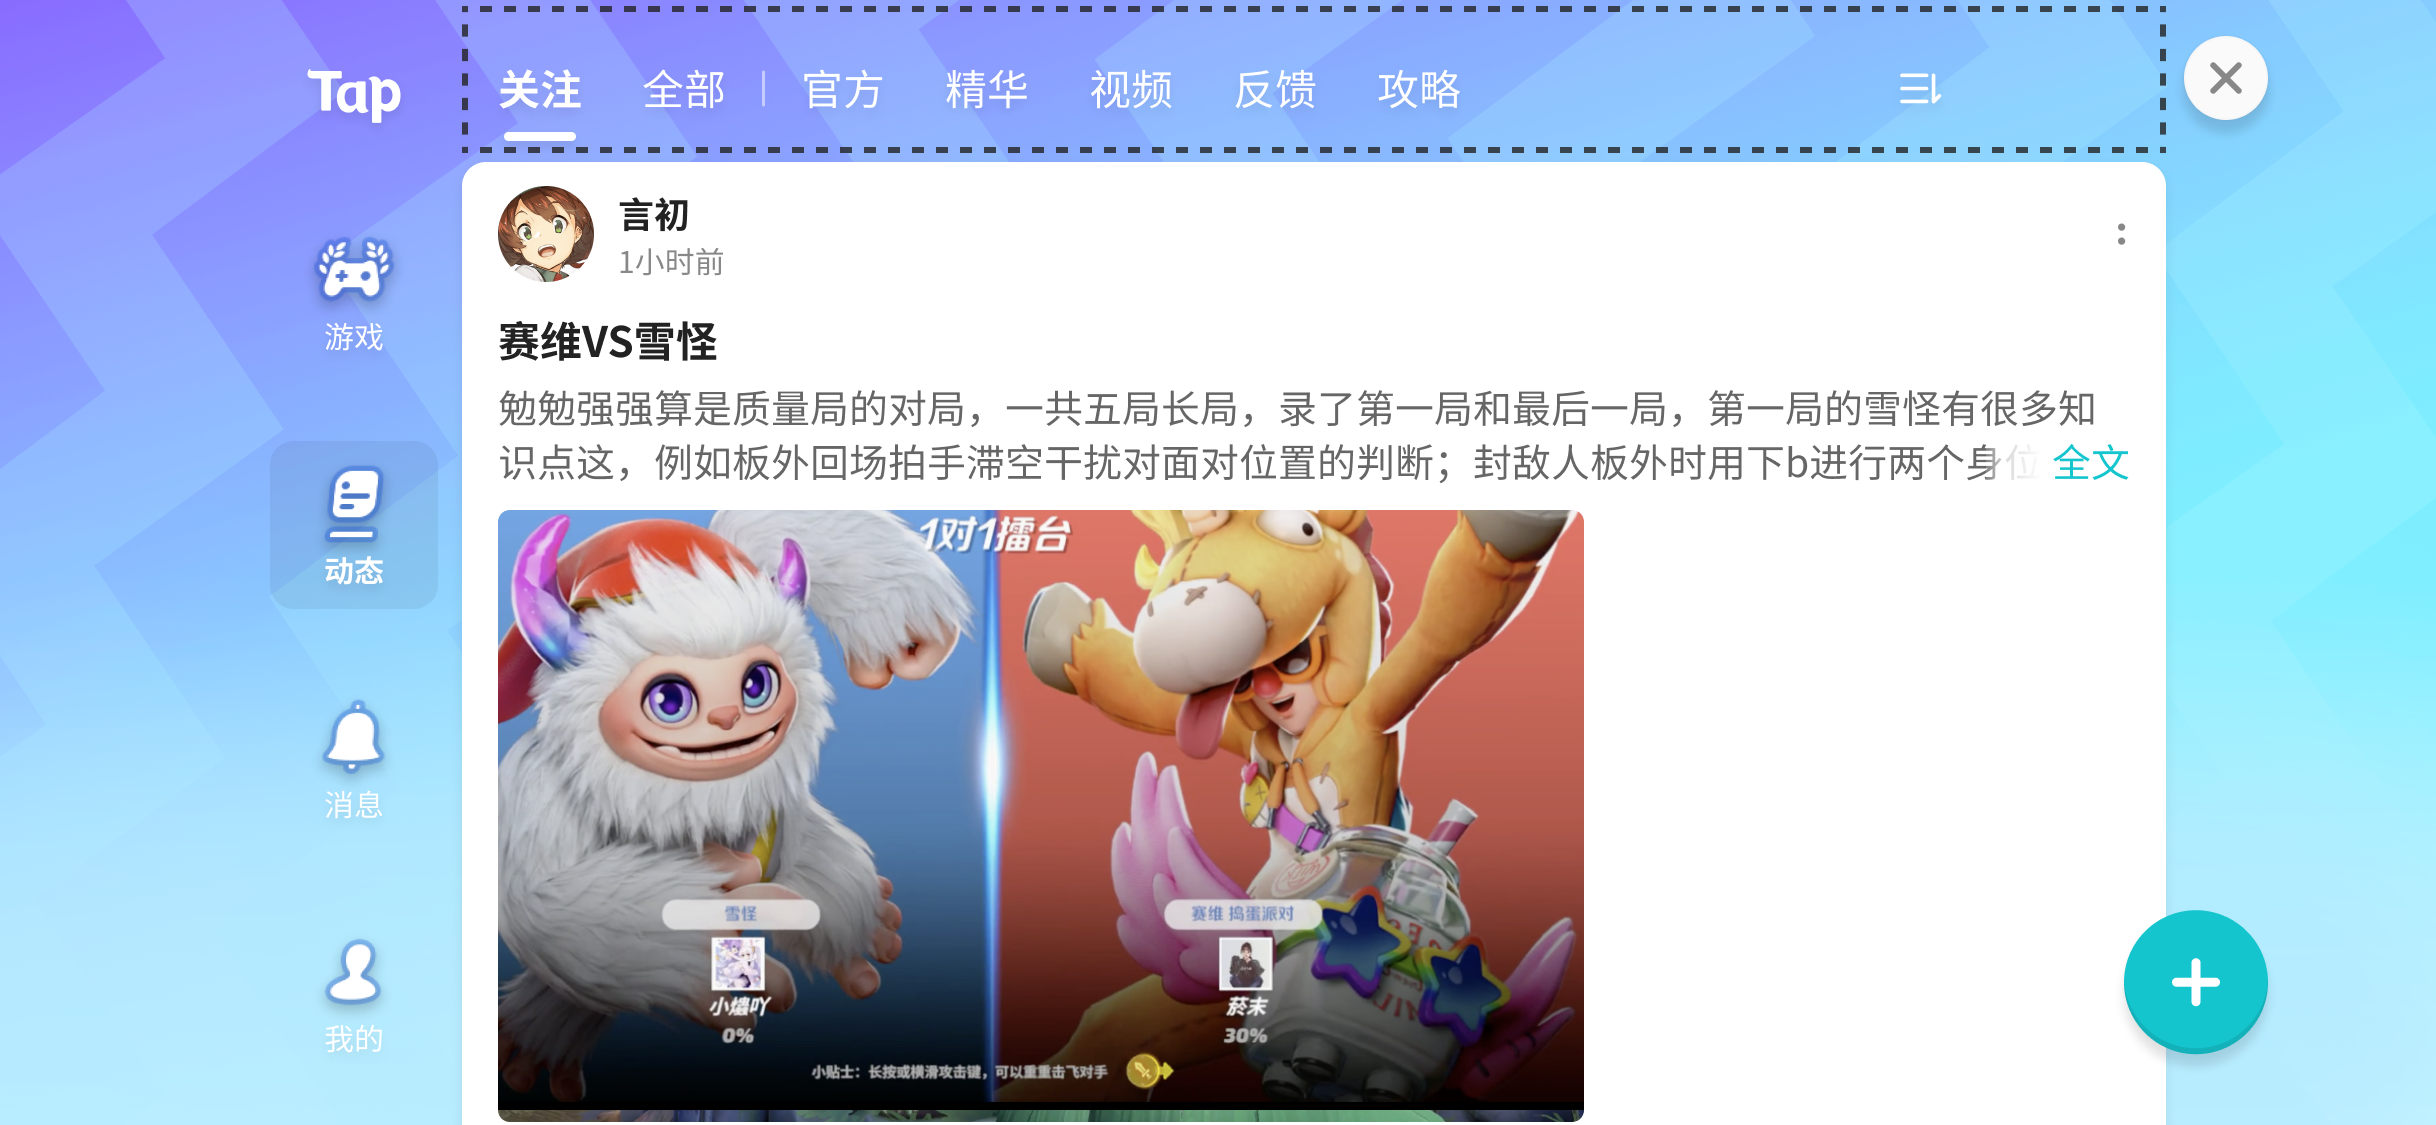 Tap
关注 全部 官方 精华 视频 反馈 攻略
游戏
动态
消息
我的
言初
1小时前
赛维VS雪怪
勉勉强强算是质量局的对局，一共五局长局，录了第一局和最后一局，第一局的雪怪有很多知
识点这，例如板外回场拍手滞空干扰对面对位置的判断；封敌人板外时用下b进行两个身位 全文
1对1擂台
雪怪
赛维 捣蛋派对
小燼吖
菸末
0%
30%
小贴士：长按或横滑攻击键，可以重重击飞对手